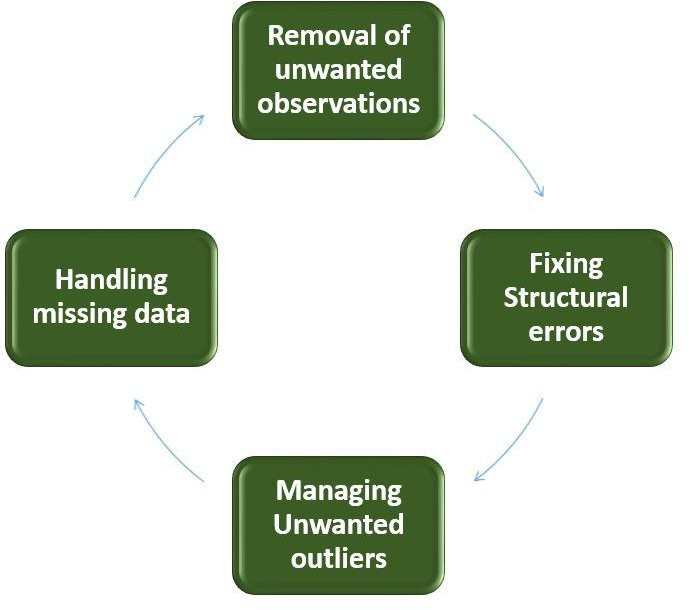 Removal of
unwanted
observations
Fixing
Structural
errors
Managing
Unwanted
outliers
Handling
missing data